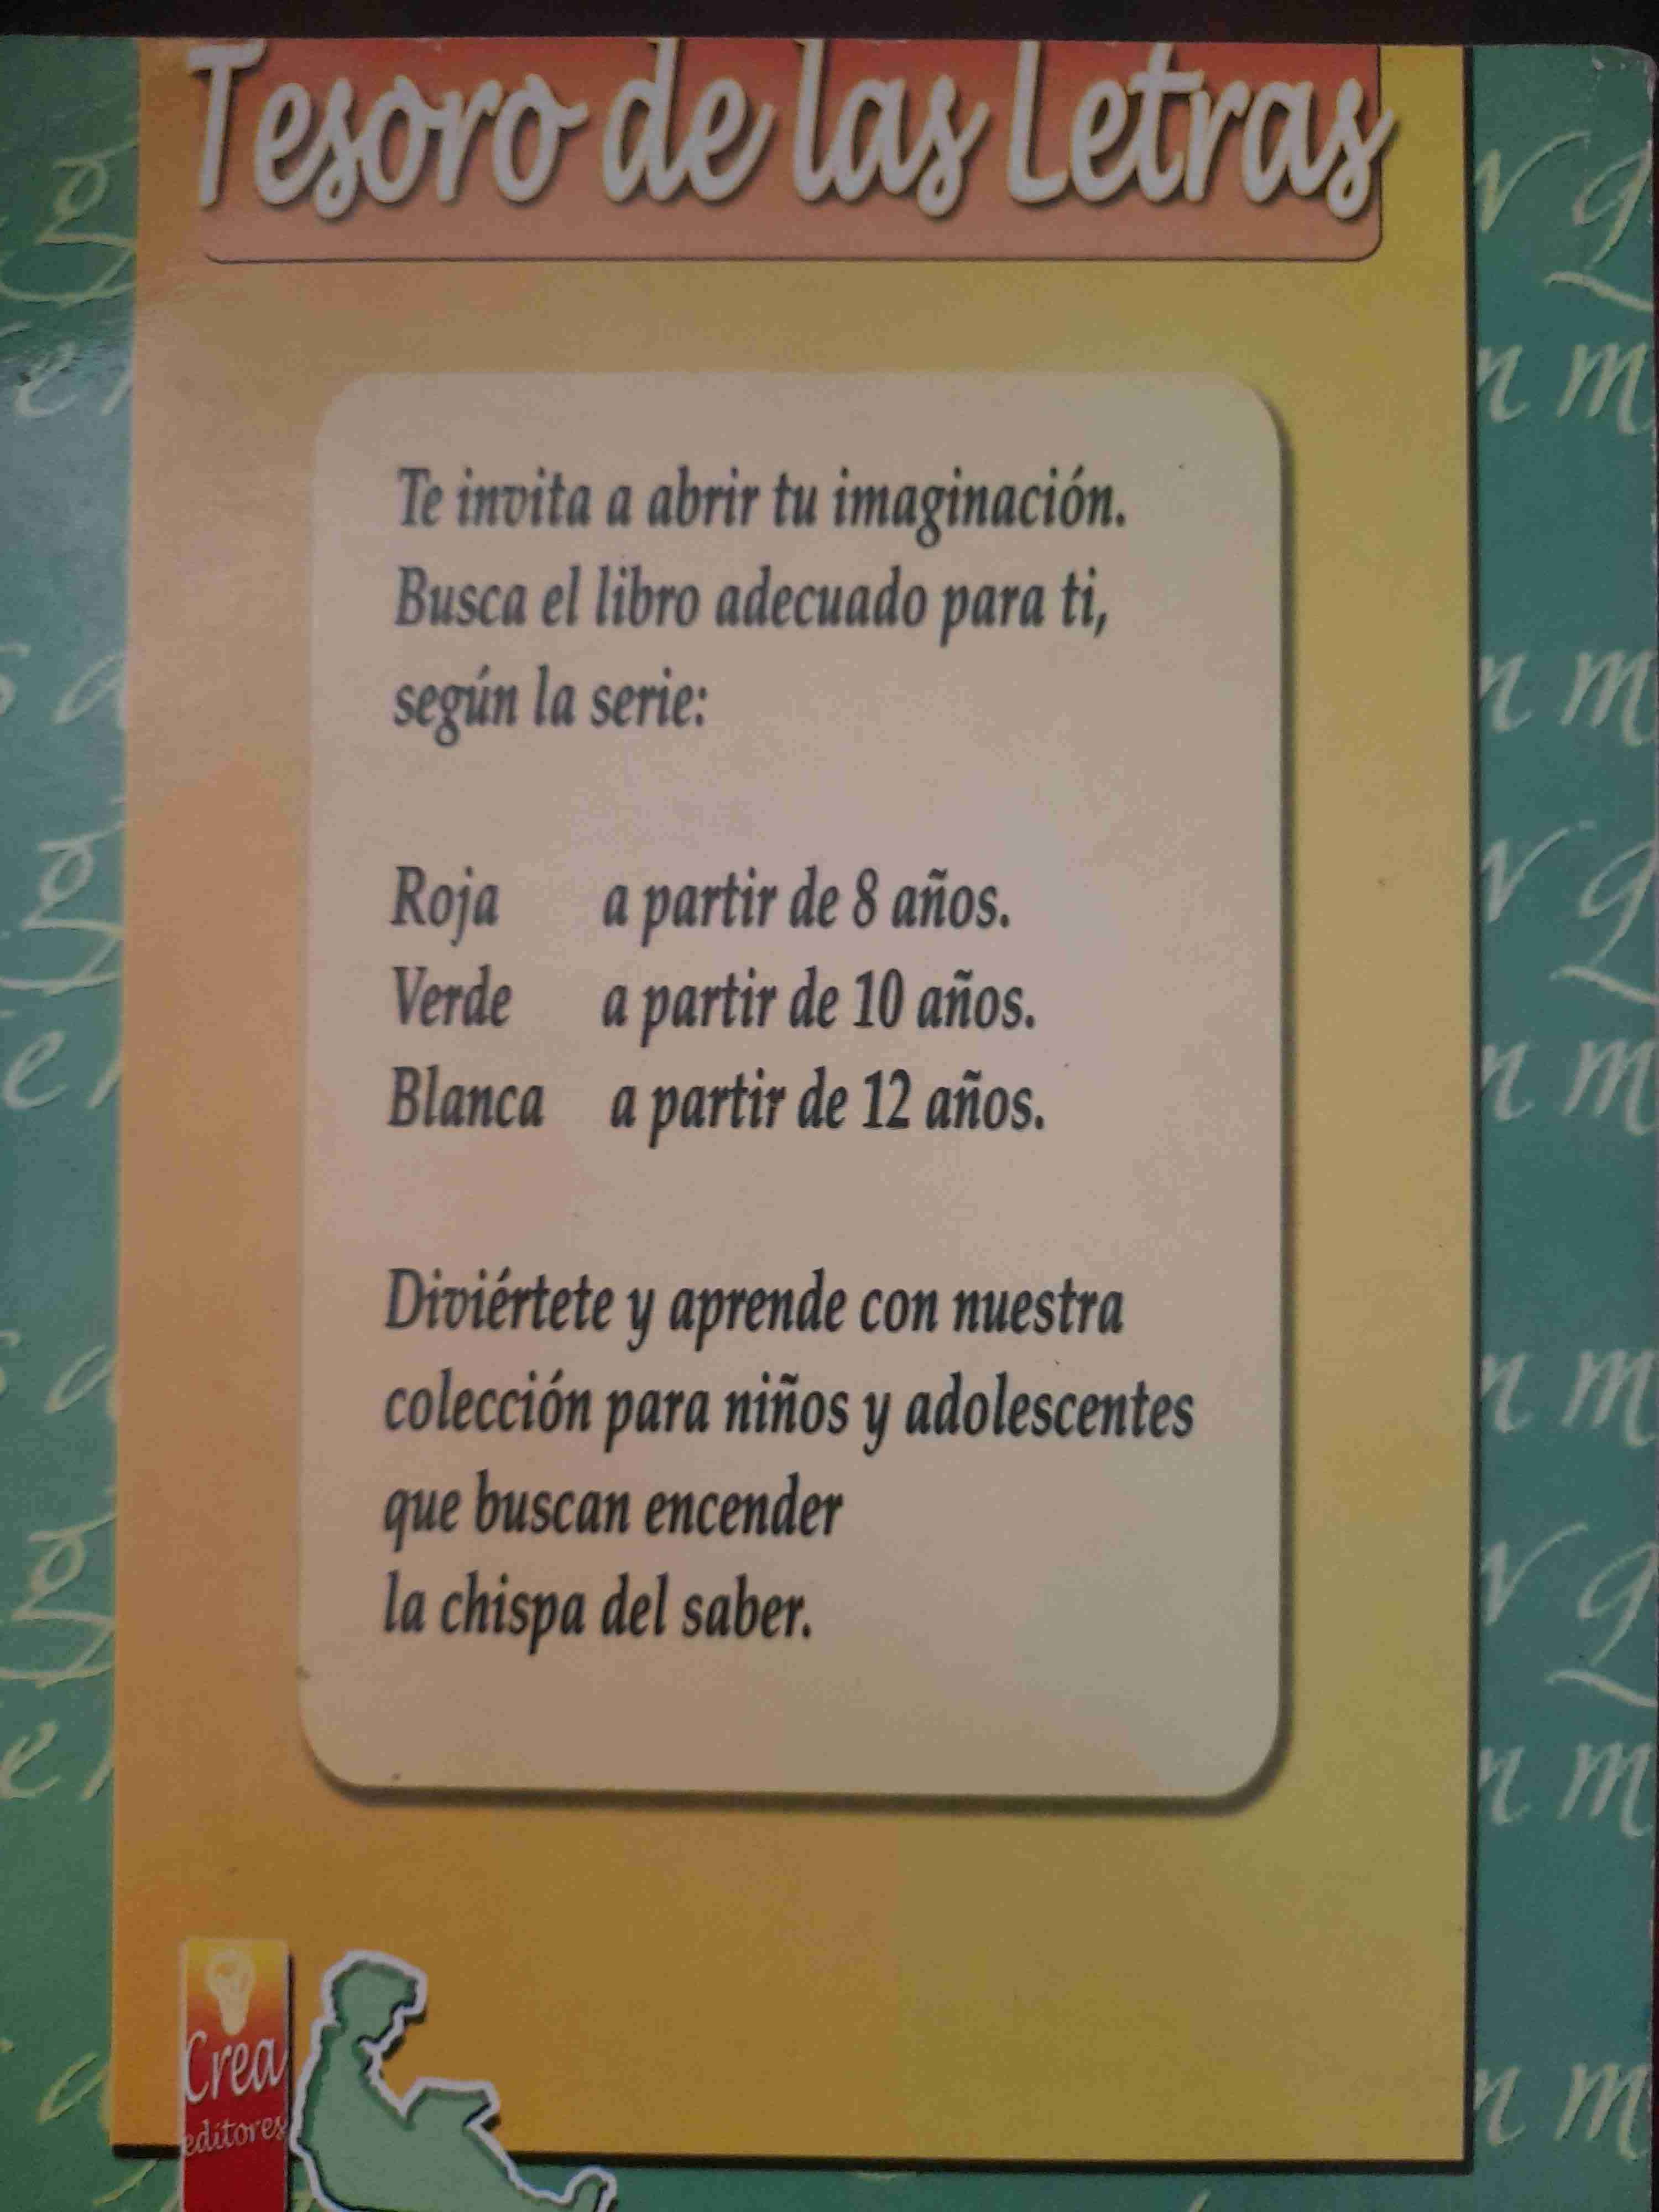 Tesoro de las Letras
Te invita a abrir tu imaginación.
Busca el libro adecuado para ti,
según la serie:
Roja a partir de 8 años.
Verde a partir de 10 años.
Blanca a partir de 12 años.
Diviértete y aprende con nuestra
colección para niños y adolescentes
que buscan encender
la chispa del saber.
Crea
editores